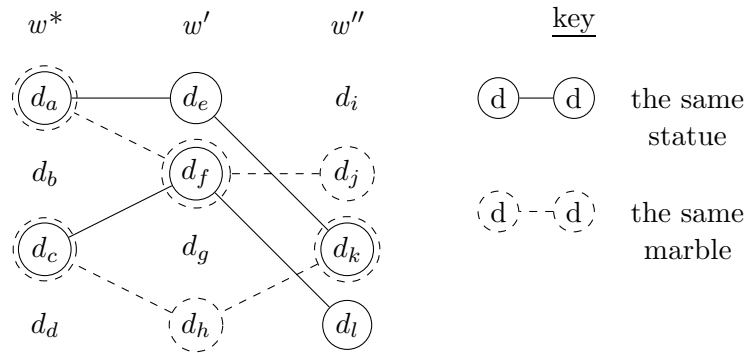 w* w′ w″ key
d_a d_e d_i d d the same
statue
d_b d_f d_j
d d the same
marble
d_c d_g d_k
d_d d_h d_l